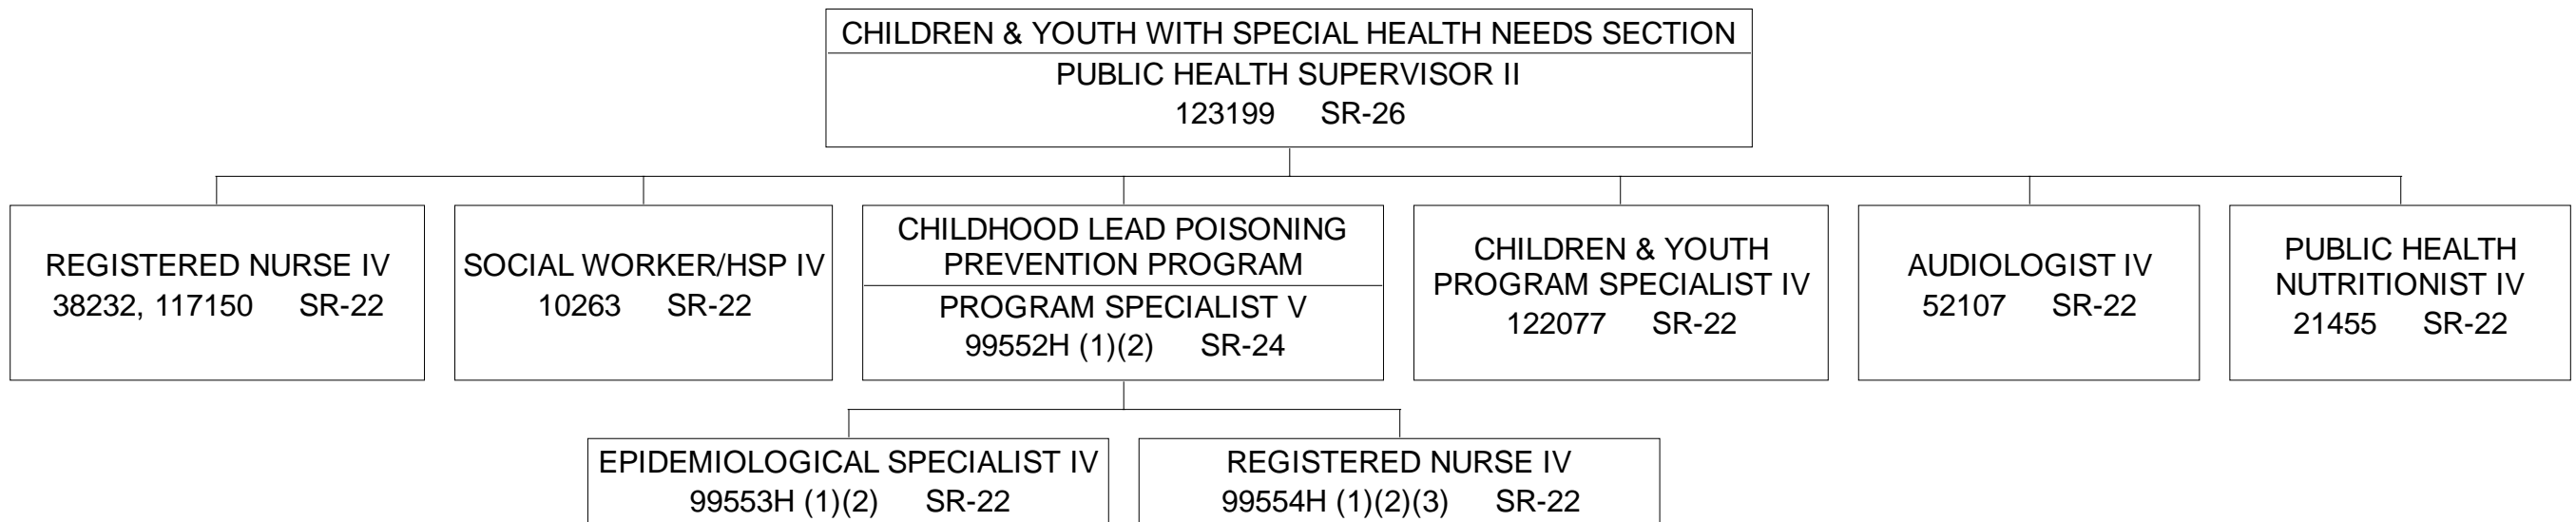 CHILDREN & YOUTH WITH SPECIAL HEALTH NEEDS SECTION
PUBLIC HEALTH SUPERVISOR II
123199 SR-26
REGISTERED NURSE IV
38232, 117150 SR-22
SOCIAL WORKER/HSP IV
10263 SR-22
CHILDHOOD LEAD POISONING
PREVENTION PROGRAM
PROGRAM SPECIALIST V
99552H (1)(2) SR-24
CHILDREN & YOUTH
PROGRAM SPECIALIST IV
122077 SR-22
AUDIOLOGIST IV
52107 SR-22
PUBLIC HEALTH
NUTRITIONIST IV
21455 SR-22
EPIDEMIOLOGICAL SPECIALIST IV
99553H (1)(2) SR-22
REGISTERED NURSE IV
99554H (1)(2)(3) SR-22